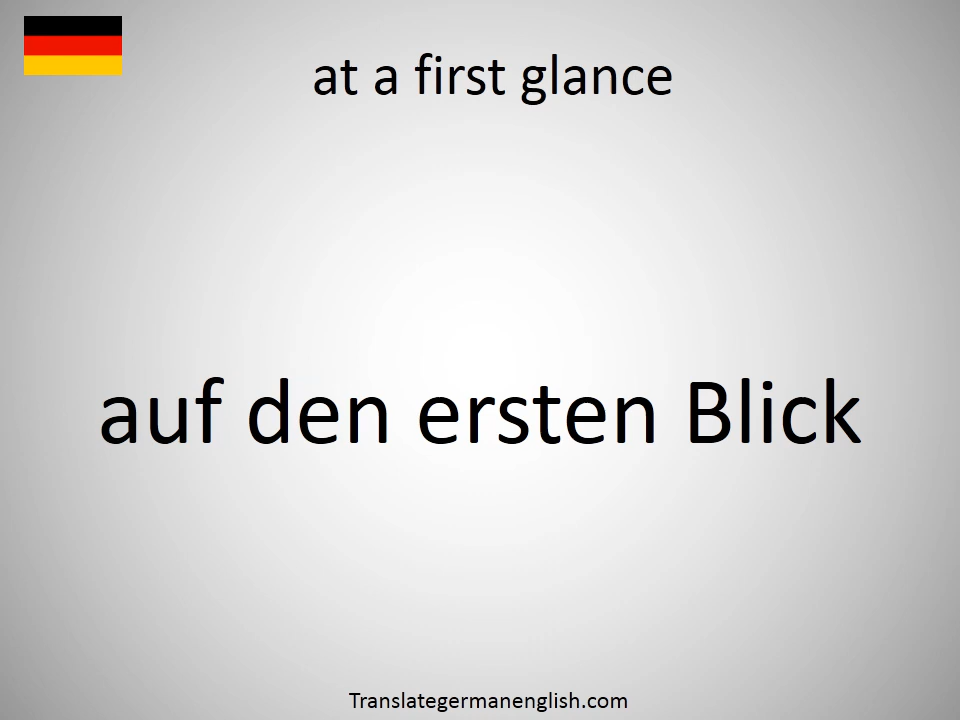 at a first glance
auf den ersten Blick
Translategermanenglish.com